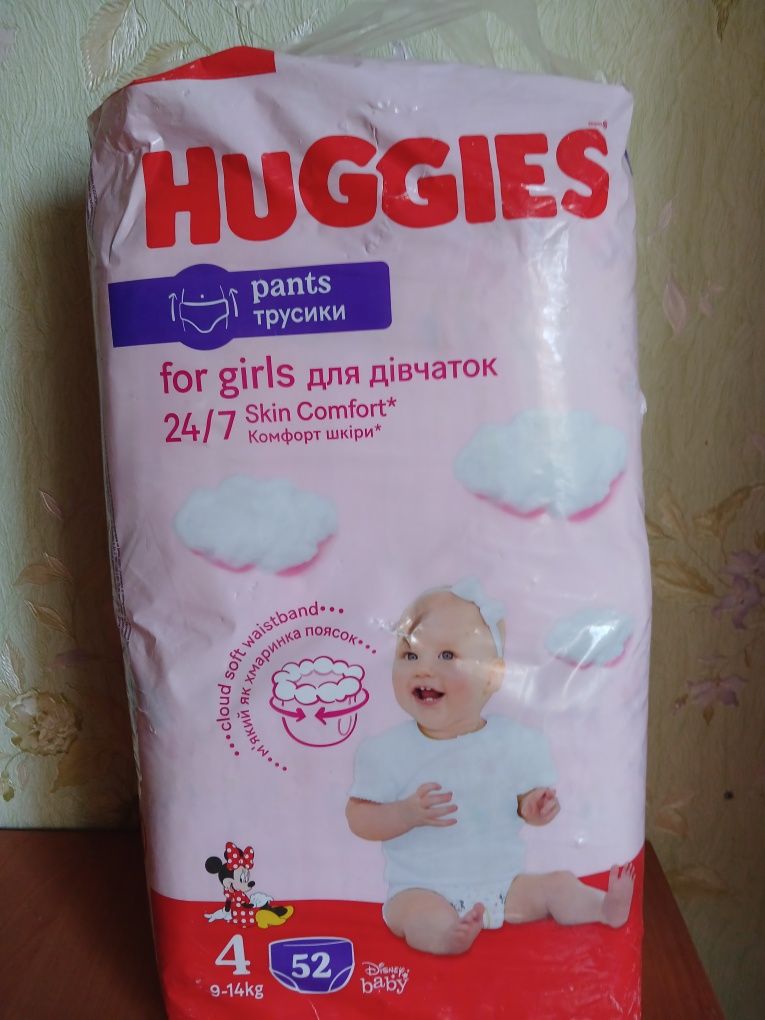 HUGGIES
pants
трусики
for girls для дівчаток
24/7 Skin Comfort*
Комфорт шкіри*
...cloud soft waistband...
...м'який як хмаринка поясок...
4
9-14kg
52
Disney
baby